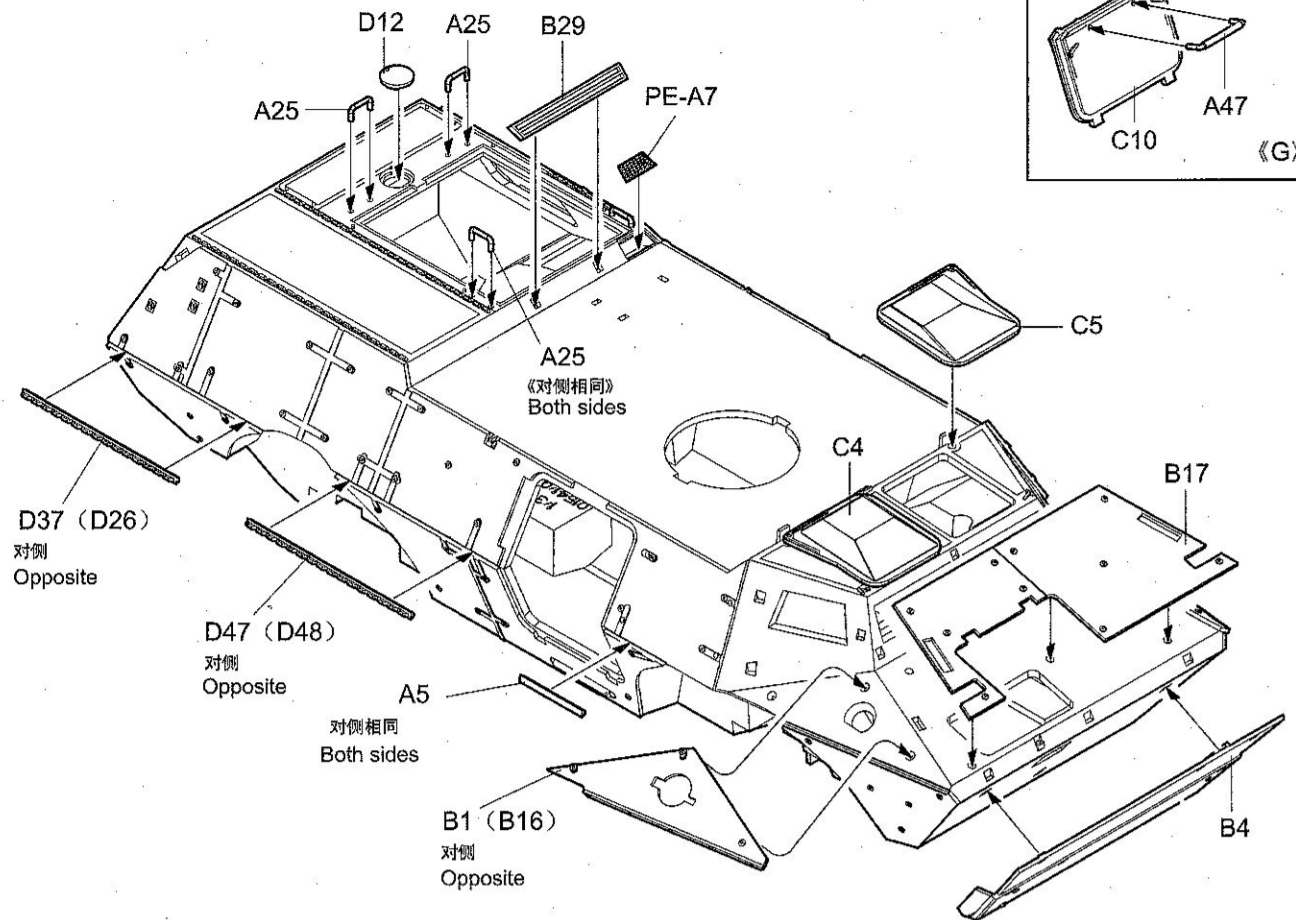 D12
A25
B29
A25
PE-A7
A47
C10
《G》
C5
A25
《对侧相同》
Both sides
C4
B17
D37（D26）
对侧
Opposite
D47（D48）
对侧
Opposite
A5
对侧相同
Both sides
B1（B16）
对侧
Opposite
B4